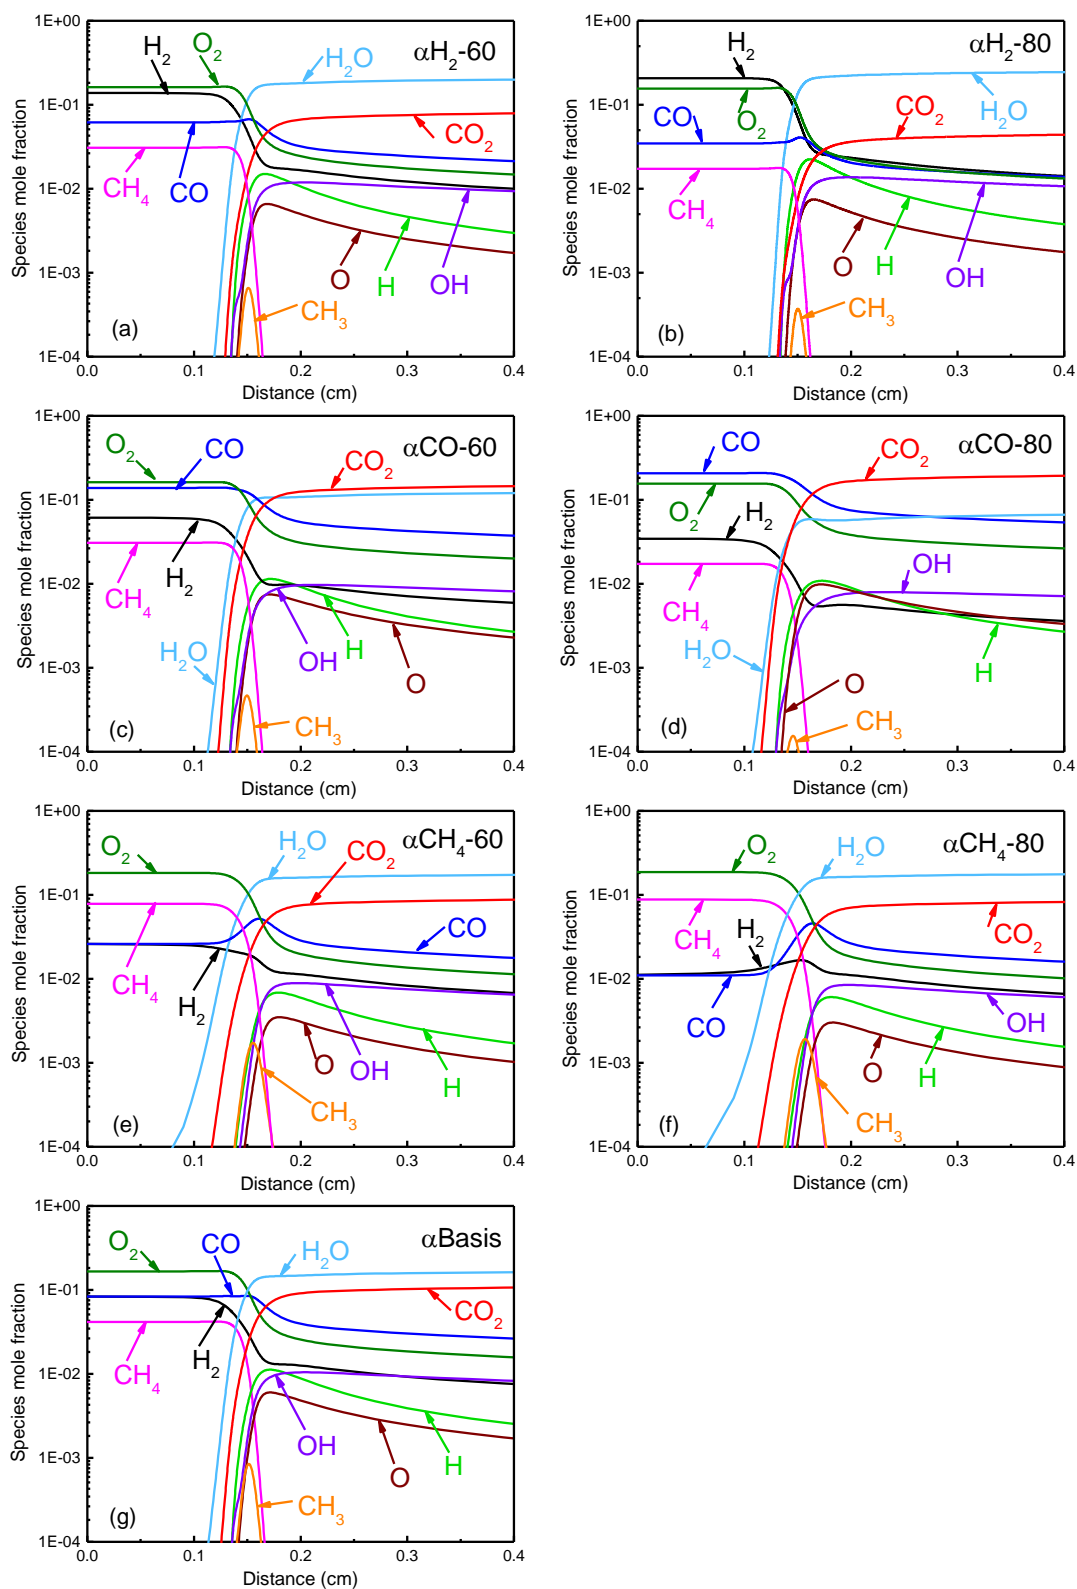 1E+00
1E-01
1E-02
1E-03
1E-04
Species mole fraction
H₂
O₂
H₂O
αH₂-60
CO₂
CH₄
CO
O
H
OH
CH₃
(a)
0.0 0.1 0.2 0.3 0.4
Distance (cm)
1E+00
1E-01
1E-02
1E-03
1E-04
Species mole fraction
H₂
αH₂-80
H₂O
O₂
CO
CO₂
CH₄
O
H
OH
CH₃
(b)
0.0 0.1 0.2 0.3 0.4
Distance (cm)
1E+00
1E-01
1E-02
1E-03
1E-04
Species mole fraction
O₂
CO
αCO-60
CO₂
H₂
CH₄
H₂O
OH
H
O
CH₃
(c)
0.0 0.1 0.2 0.3 0.4
Distance (cm)
1E+00
1E-01
1E-02
1E-03
1E-04
Species mole fraction
CO
αCO-80
CO₂
O₂
H₂
OH
CH₄
H₂O
O
H
CH₃
(d)
0.0 0.1 0.2 0.3 0.4
Distance (cm)
1E+00
1E-01
1E-02
1E-03
1E-04
Species mole fraction
O₂
H₂O
αCH₄-60
CO₂
CO
CH₄
H₂
O
OH
H
CH₃
(e)
0.0 0.1 0.2 0.3 0.4
Distance (cm)
1E+00
1E-01
1E-02
1E-03
1E-04
Species mole fraction
O₂
H₂O
αCH₄-80
CH₄
H₂
CO₂
CO
OH
O
H
CH₃
(f)
0.0 0.1 0.2 0.3 0.4
Distance (cm)
1E+00
1E-01
1E-02
1E-03
1E-04
Species mole fraction
O₂
CO
H₂O
αBasis
CO₂
CH₄
H₂
OH
O
H
CH₃
(g)
0.0 0.1 0.2 0.3 0.4
Distance (cm)